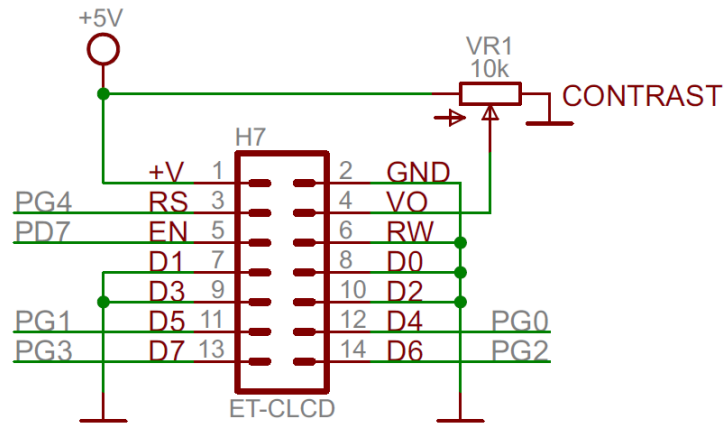 +5V
VR1
10k
CONTRAST
H7
+V 1 2 GND
PG4 RS 3 4 VO
PD7 EN 5 6 RW
D1 7 8 D0
D3 9 10 D2
PG1 D5 11 12 D4 PG0
PG3 D7 13 14 D6 PG2
ET-CLCD